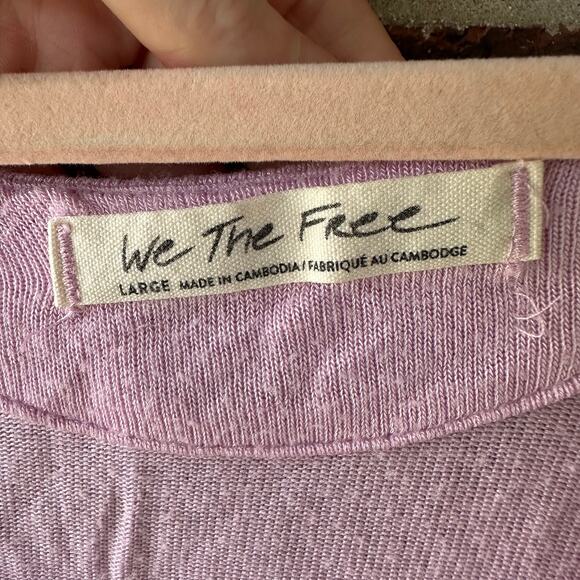 We The Free
LARGE MADE IN CAMBODIA / FABRIQUÉ AU CAMBODGE